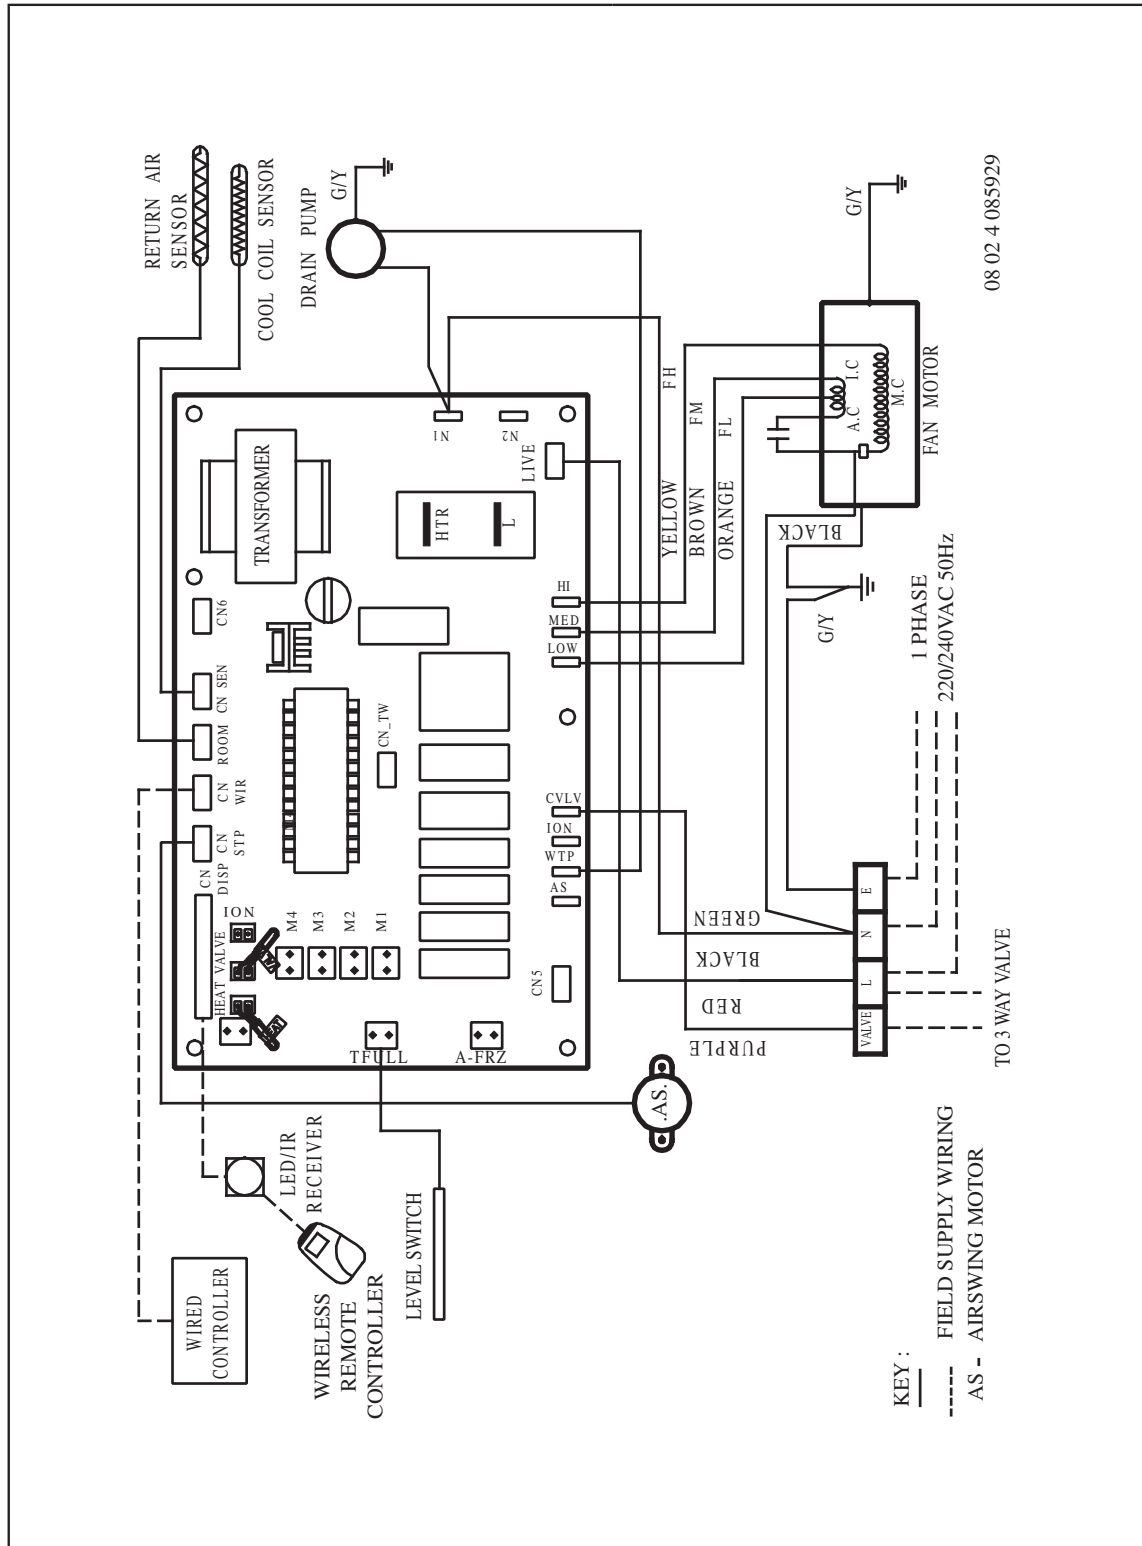 RETURN AIR
SENSOR
COOL COIL SENSOR
DRAIN PUMP
G/Y
G/Y
08 02 4 085929
TRANSFORMER
N1
N2
LIVE
HTR
L
CN6
CN SEN
ROOM
CN
WIR
CN
STP
CN
DISP
CN_TW
HI
MED
LOW
CVLV
ION
WTP
AS
CN5
ION
HEAT VALVE
HEAT
M4
M3
M2
M1
TFULL
A-FRZ
FH
YELLOW
FM
BROWN
FL
ORANGE
A.C
I.C
M.C
FAN MOTOR
BLACK
G/Y
1 PHASE
220/240VAC 50Hz
GREEN
BLACK
RED
PURPLE
E
N
L
VALVE
TO 3 WAY VALVE
.AS.
LED/IR
RECEIVER
LEVEL SWITCH
WIRED
CONTROLLER
WIRELESS
REMOTE
CONTROLLER
KEY :
FIELD SUPPLY WIRING
AS - AIRSWING MOTOR